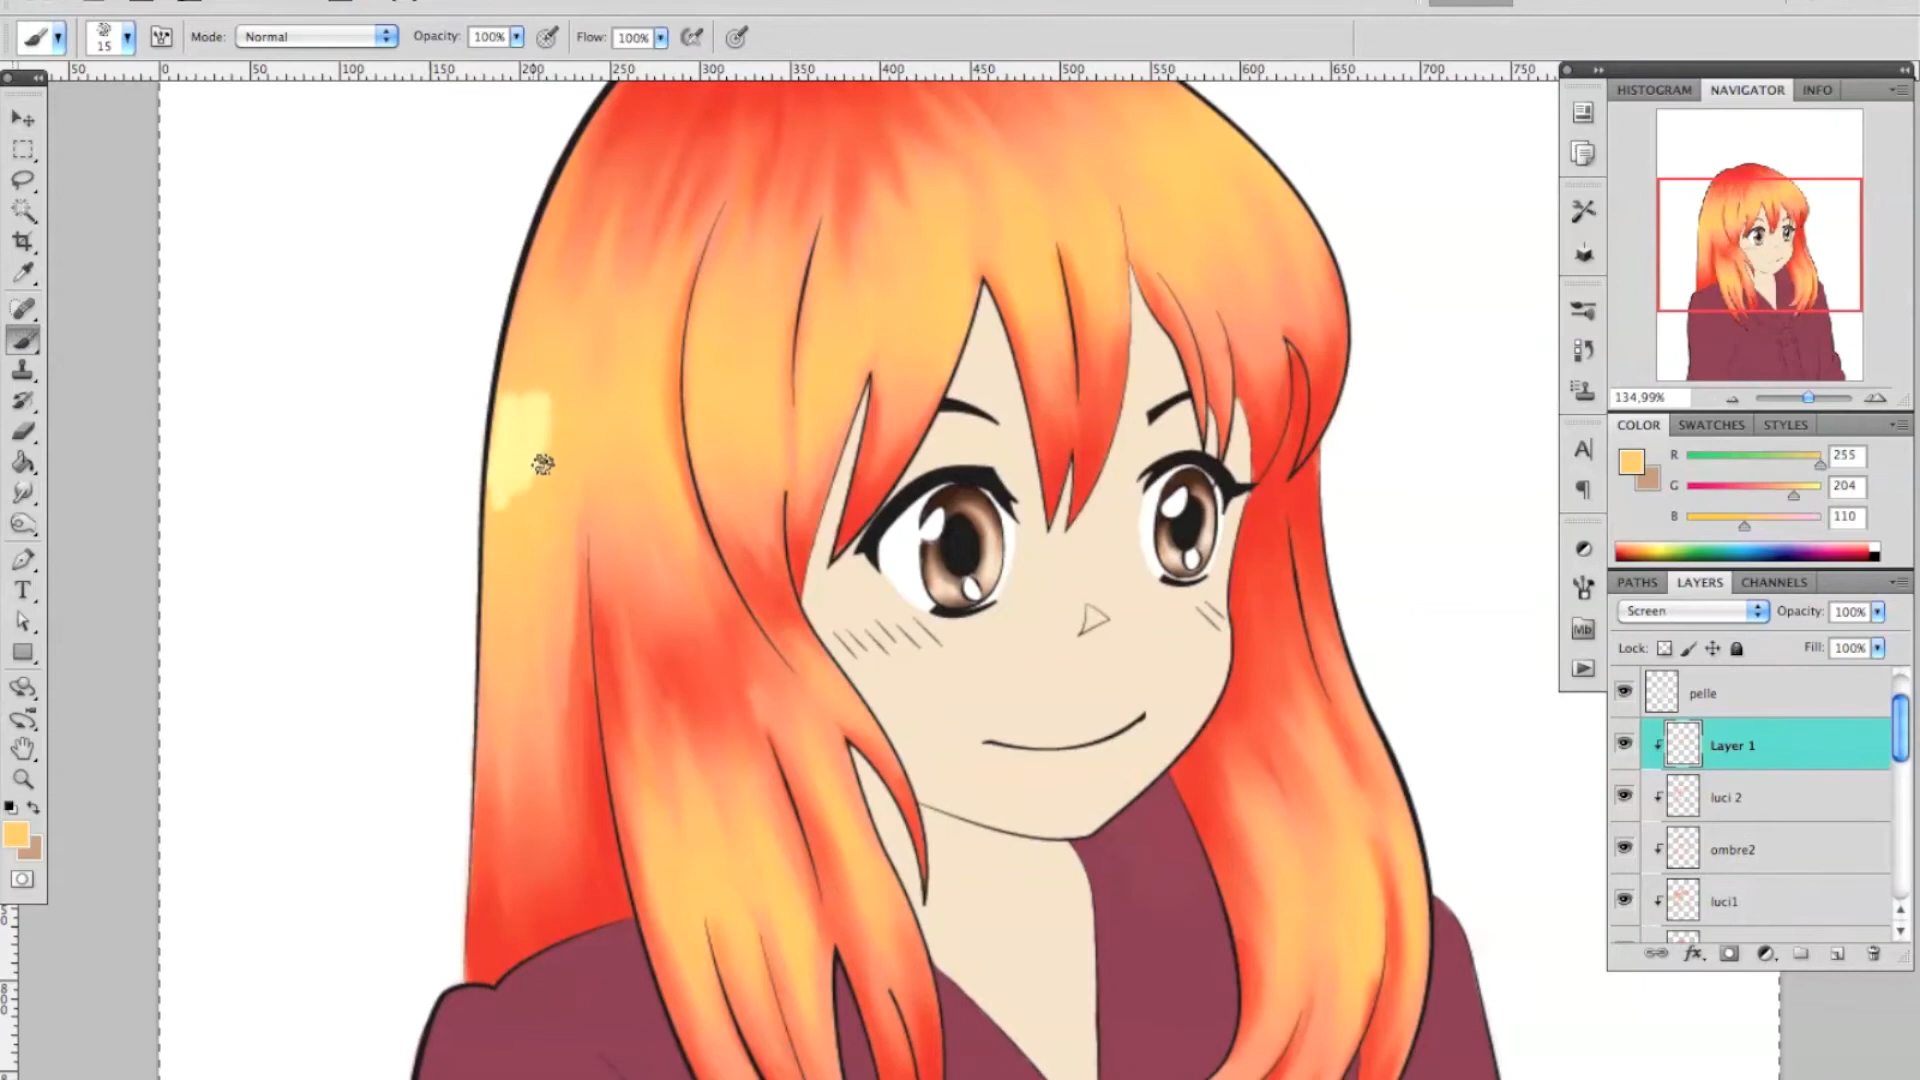 15
Mode: Normal
Opacity: 100%
Flow: 100%
50 0 50 100 150 200 250 300 350 400 450 500 550 600 650 700 750
HISTOGRAM NAVIGATOR INFO
134,99%
COLOR SWATCHES STYLES
R 255
G 204
B 110
PATHS LAYERS CHANNELS
Screen Opacity: 100%
Lock: Fill: 100%
pelle
Layer 1
luci 2
ombre2
luci1
A
Mb
T
fx